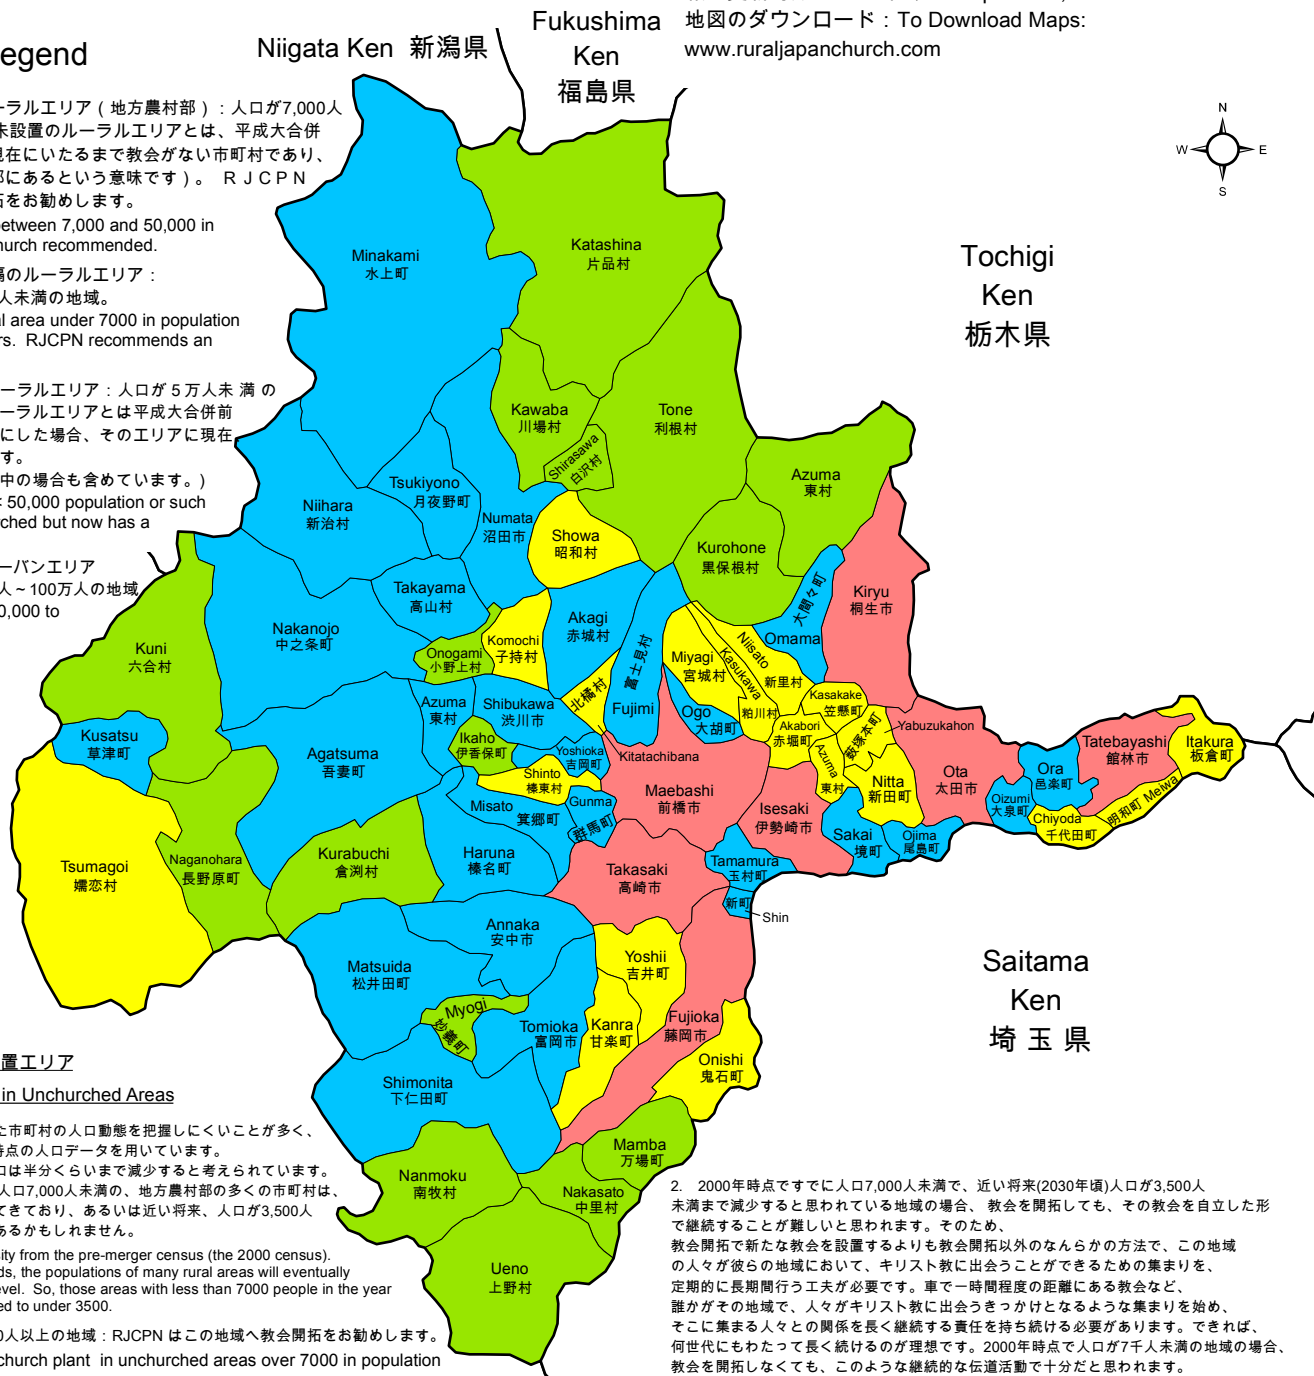 Fukushima
Ken
福島県
Niigata Ken 新潟県
地図のダウンロード：To Download Maps:
www.ruraljapanchurch.com
egend
ーラルエリア ( 地方農村部 )：人口が7,000人
未設置のルーラルエリアとは、平成大合併
現在にいたるまで教会がない市町村であり、
部にあるという意味です )。 ＲＪＣＰＮ
拓をお勧めします。
between 7,000 and 50,000 in
hurch recommended.
隔のルーラルエリア：
人未満の地域。
al area under 7000 in population
rs. RJCPN recommends an
ーラルエリア：人口が５万人未 満 の
ーラルエリアとは平成大合併前
にした場合、そのエリアに現在
す。
中の場合も含めています。)
< 50,000 population or such
rched but now has a
ーバンエリア
人～100万人の地域
0,000 to
N
W
E
S
Tochigi
Ken
栃木県
Saitama
Ken
埼 玉 県
Minakami
水上町
Katashina
片品村
Kawaba
川場村
Shirasawa
白沢村
Tone
利根村
Azuma
東村
Tsukiyono
月夜野町
Niihara
新治村
Numata
沼田市
Showa
昭和村
Kurohone
黒保根村
大間々町
Omama
Kiryu
桐生市
Takayama
高山村
Nakanojo
中之条町
Kuni
六合村
Onogami
小野上村
Komochi
子持村
Akagi
赤城村
富士見村
Fujimi
Miyagi
宮城村
Kasukawa
粕川村
Niisato
新里村
Kasakake
笠懸町
Kusatsu
草津町
Azuma
東村
Shibukawa
渋川市
北橘村
Kitatachibana
Ogo
大胡町
Akabori
赤堀町
藪塚本町
Yabuzukahon
Agatsuma
吾妻町
Ikaho
伊香保町
Yoshioka
吉岡町
Shinto
榛東村
Maebashi
前橋市
Isesaki
伊勢崎市
Azuma
東村
Nitta
新田町
Ota
太田市
Oizumi
大泉町
Ora
邑楽町
Tatebayashi
館林市
Itakura
板倉町
Chiyoda
千代田町
明和町 Meiwa
Sakai
境町
Ojima
尾島町
Misato
箕郷町
Gunma
群馬町
Haruna
榛名町
Tsumagoi
嬬恋村
Naganohara
長野原町
Kurabuchi
倉渕村
Takasaki
高崎市
Tamamura
玉村町
新町
Shin
Annaka
安中市
Matsuida
松井田町
Myogi
妙義町
Tomioka
富岡市
Yoshii
吉井町
Kanra
甘楽町
Fujioka
藤岡市
Onishi
鬼石町
Shimonita
下仁田町
Mamba
万場町
Nanmoku
南牧村
Nakasato
中里村
Ueno
上野村
置エリア
in Unchurched Areas
た市町村の人口動態を把握しにくいことが多く、
時点の人口データを用いています。
口は半分くらいまで減少すると考えられています。
人口7,000人未満の、地方農村部の多くの市町村は、
てきており、あるいは近い将来、人口が3,500人
あるかもしれません。
sity from the pre-merger census (the 2000 census).
ds, the populations of many rural areas will eventually
evel. So, those areas with less than 7000 people in the year
ed to under 3500.
0人以上の地域：RJCPN はこの地域へ教会開拓をお勧めします。
church plant in unchurched areas over 7000 in population
2. 2000年時点ですでに人口7,000人未満で、近い将来(2030年頃)人口が3,500人
未満まで減少すると思われている地域の場合、 教会を開拓しても、その教会を自立した形
で継続することが難しいと思われます。そのため、
教会開拓で新たな教会を設置するよりも教会開拓以外のなんらかの方法で、この地域
の人々が彼らの地域において、キリスト教に出会うことができるための集まりを、
定期的に長期間行う工夫が必要です。車で一時間程度の距離にある教会など、
誰かがその地域で、人々がキリスト教に出会うきっかけとなるような集まりを始め、
そこに集まる人々との関係を長く継続する責任を持ち続ける必要があります。できれば、
何世代にもわたって長く続けるのが理想です。2000年時点で人口が7千人未満の地域の場合、
教会を開拓しなくても、このような継続的な伝道活動で十分だと思われます。